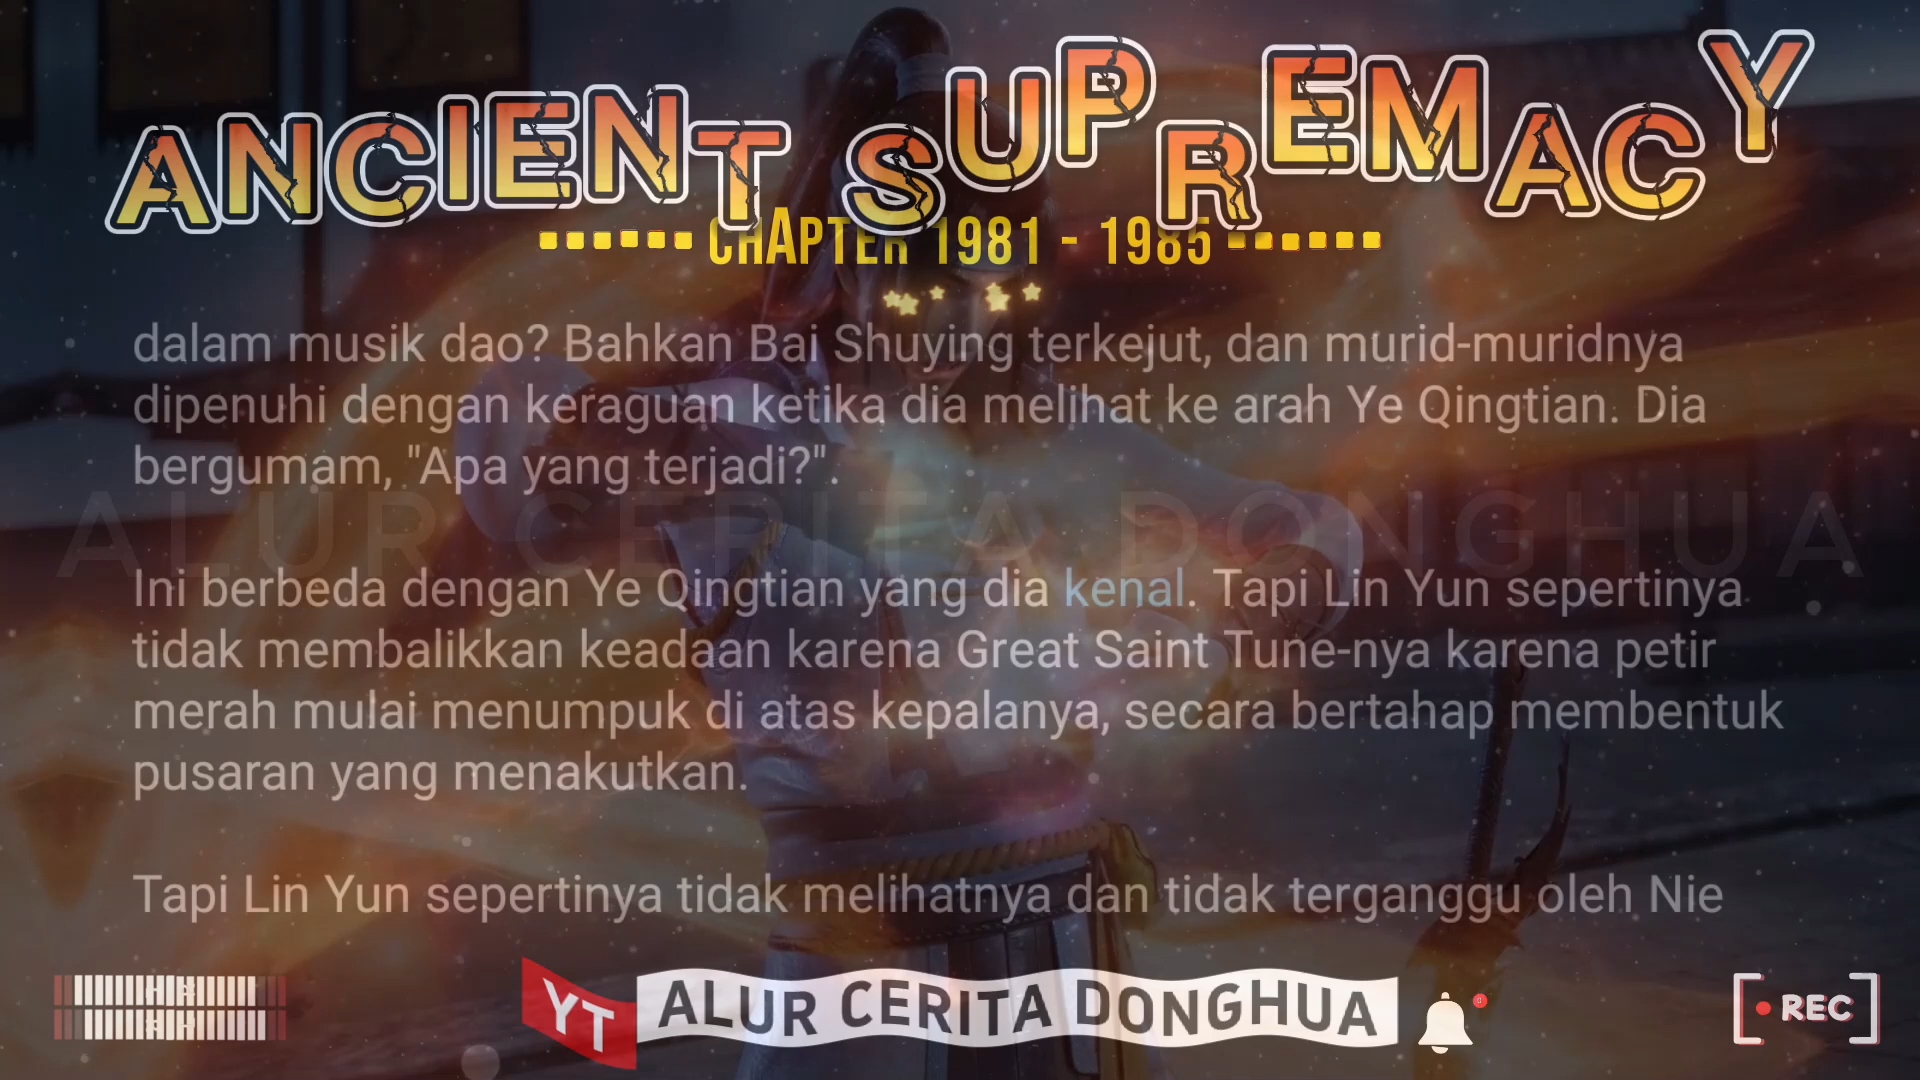 ANCIENT SUPREMACY
CHAPTER 1981 - 1985
dalam musik dao? Bahkan Bai Shuying terkejut, dan murid-muridnya
dipenuhi dengan keraguan ketika dia melihat ke arah Ye Qingtian. Dia
bergumam, "Apa yang terjadi?" .
ALUR CERITA DONGHUA
Ini berbeda dengan Ye Qingtian yang dia kenal. Tapi Lin Yun sepertinya
tidak membalikkan keadaan karena Great Saint Tune-nya karena petir
merah mulai menumpuk di atas kepalanya, secara bertahap membentuk
pusaran yang menakutkan.
Tapi Lin Yun sepertinya tidak melihatnya dan tidak terganggu oleh Nie
YT ALUR CERITA DONGHUA
REC